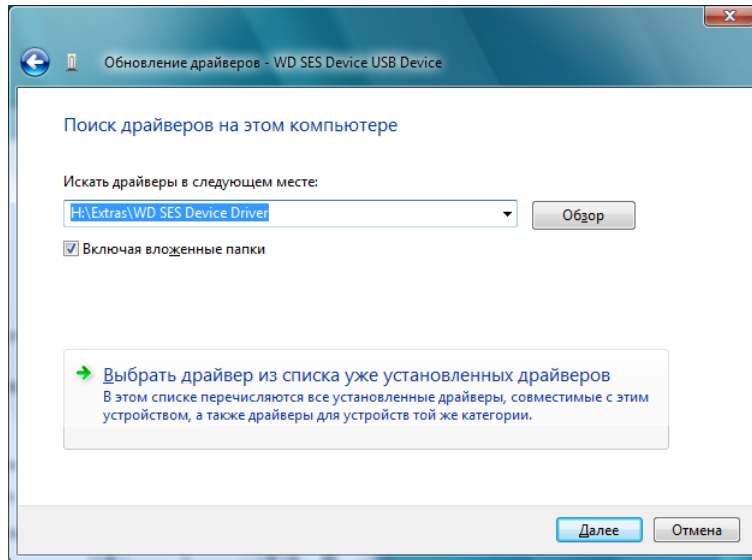 Обновление драйверов - WD SES Device USB Device
Поиск драйверов на этом компьютере
Искать драйверы в следующем месте:
H:\Extras\WD SES Device Driver
Обзор
Включая вложенные папки
Выбрать драйвер из списка уже установленных драйверов
В этом списке перечисляются все установленные драйверы, совместимые с этим
устройством, а также драйверы для устройств той же категории.
Далее
Отмена